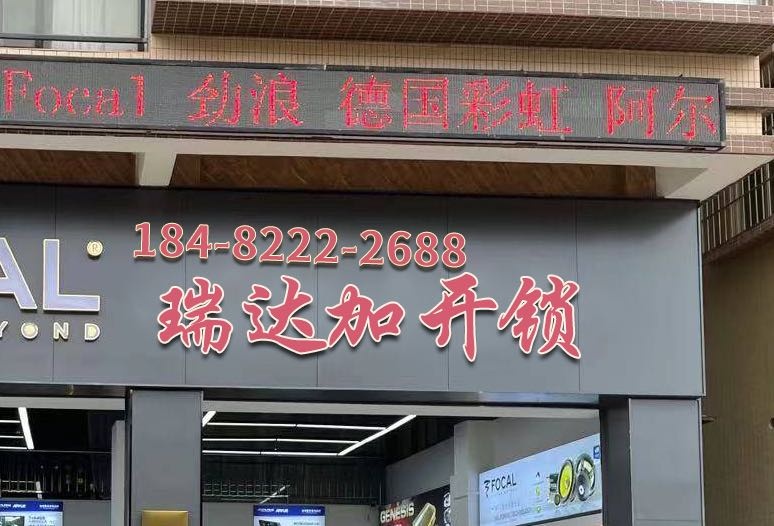 Focal 劲浪 德国彩虹 阿尔
AL®
YOND
184-8222-2688
瑞达加开锁
FOCAL
GENESIS